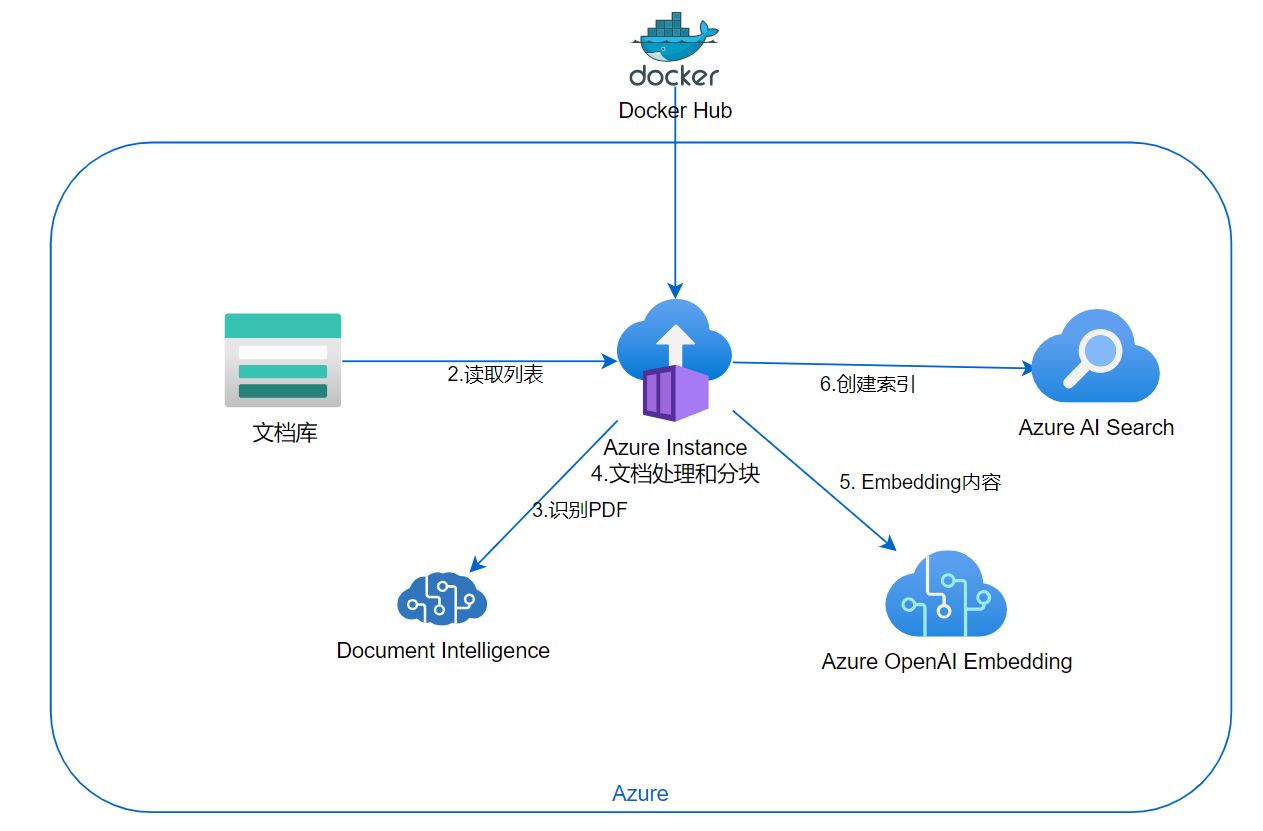 docker
Docker Hub
2.读取列表
6.创建索引
文档库
Azure AI Search
Azure Instance
4.文档处理和分块
5. Embedding内容
3.识别PDF
Document Intelligence
Azure OpenAI Embedding
Azure